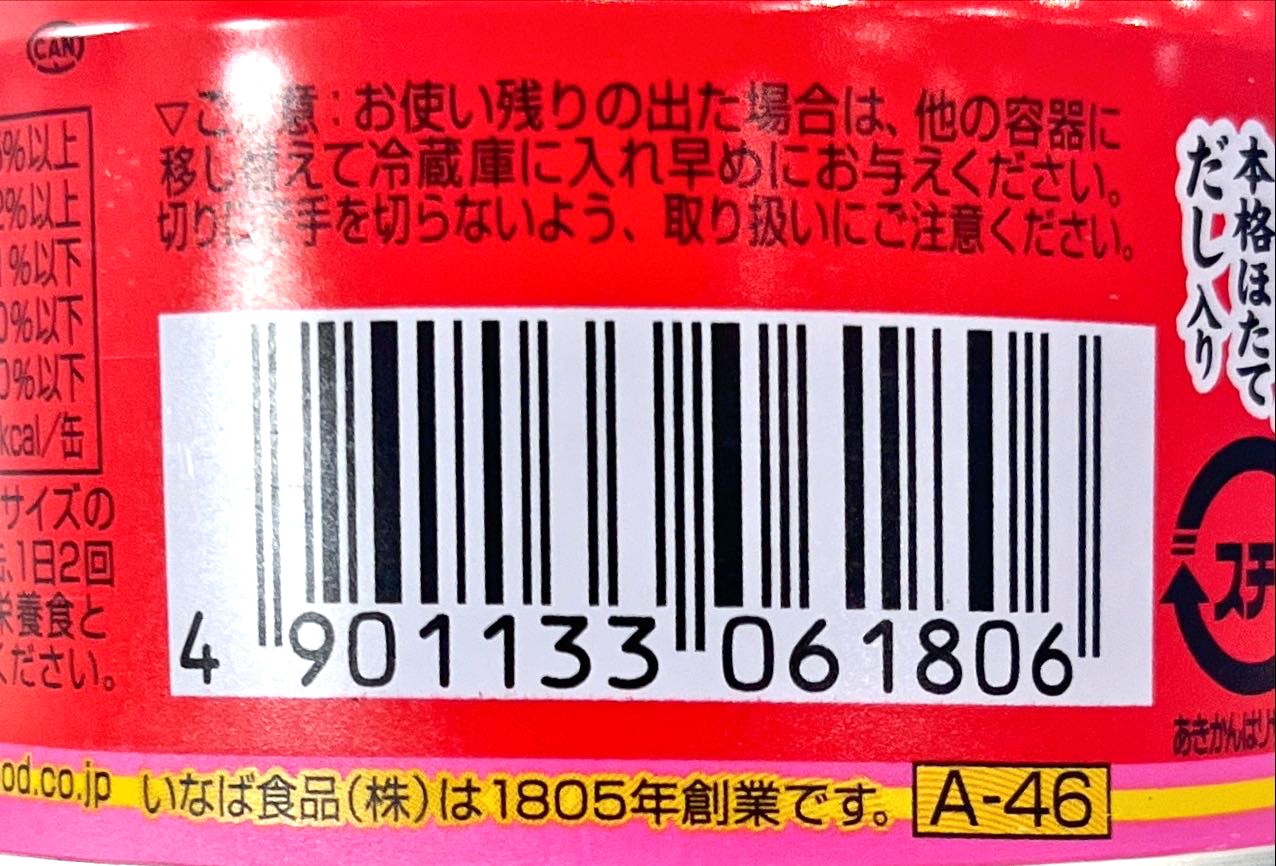 CAN
▽ご注意:お使い残りの出た場合は、他の容器に
移し替えて冷蔵庫に入れ早めにお与えください。
切り口で手を切らないよう、取り扱いにご注意ください。
%以上
2%以上
1%以下
0%以下
0%以下
kcal/缶
サイズの
1日2回
栄養食と
ください。
本格ほたて
だし入り
スチ
あきかんはリ
4 901133 061806
od.co.jp いなば食品(株)は1805年創業です。 A-46